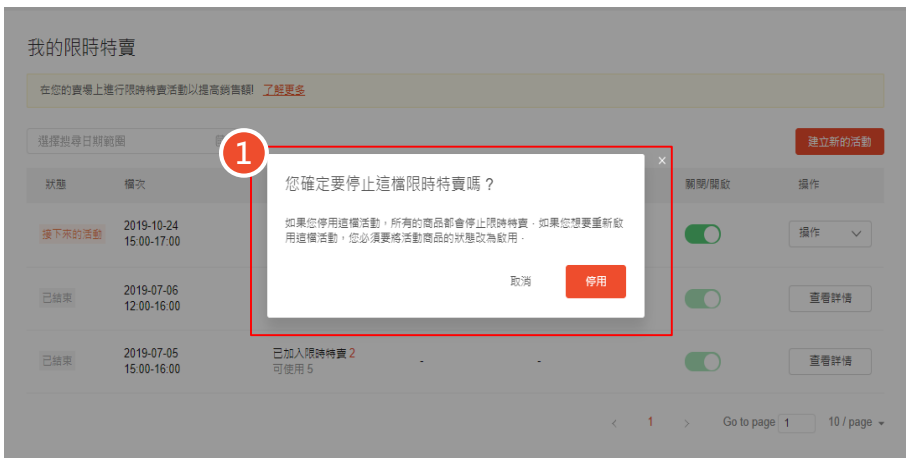 我的限時特賣
在您的賣場上進行限時特賣活動以提高銷售額! 了解更多
選擇搜尋日期範圍
建立新的活動
1
×
狀態 檔次 關閉/開啟 操作
您確定要停止這檔限時特賣嗎？
如果您停用這檔活動，所有的商品都會停止限時特賣．如果您想要重新啟
用這檔活動，您必須要將活動商品的狀態改為啟用．
取消 停用
接下來的活動 2019-10-24 操作
15:00-17:00
已結束 2019-07-06 查看詳情
12:00-16:00
已結束 2019-07-05 已加入限時特賣 2 - - 查看詳情
15:00-16:00 可使用 5
< 1 > Go to page 1 10 / page